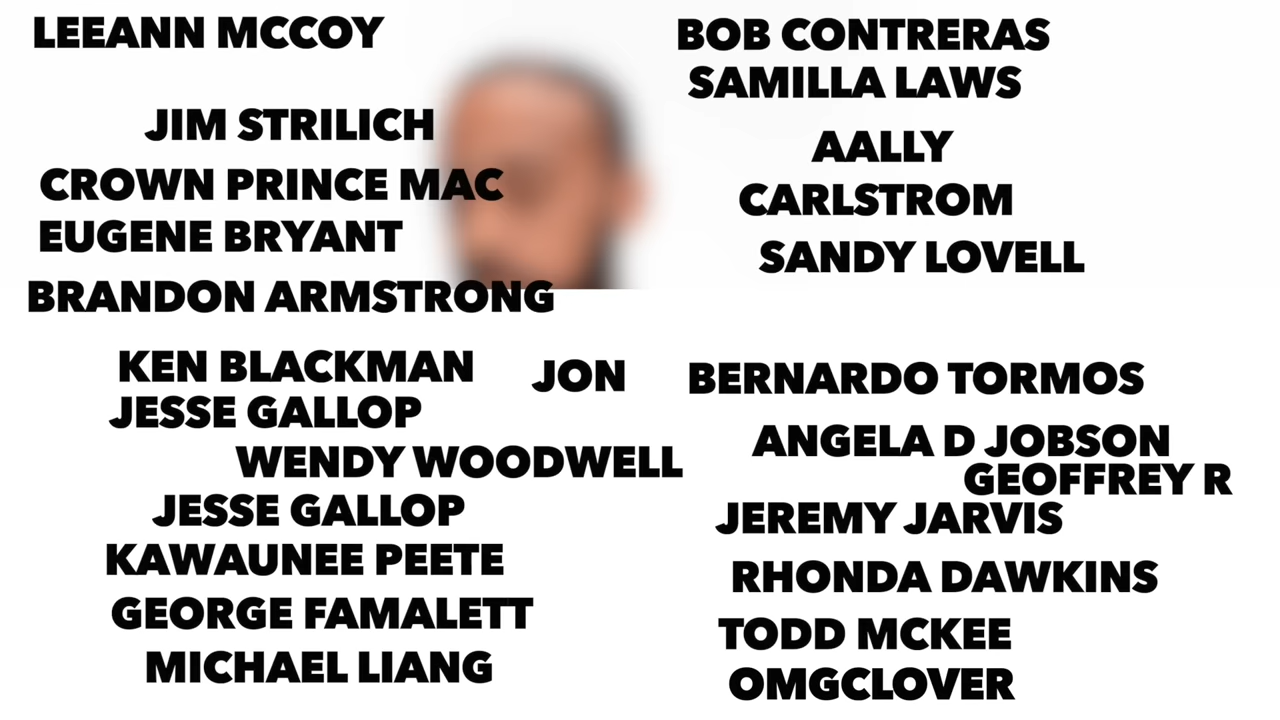 LEEANN MCCOY
JIM STRILICH
CROWN PRINCE MAC
EUGENE BRYANT
BRANDON ARMSTRONG
KEN BLACKMAN
JESSE GALLOP
WENDY WOODWELL
JESSE GALLOP
KAWAUNEE PEETE
GEORGE FAMALETT
MICHAEL LIANG
JON
BOB CONTRERAS
SAMILLA LAWS
AALLY
CARLSTROM
SANDY LOVELL
BERNARDO TORMOS
ANGELA D JOBSON
GEOFFREY R
JEREMY JARVIS
RHONDA DAWKINS
TODD MCKEE
OMGCLOVER